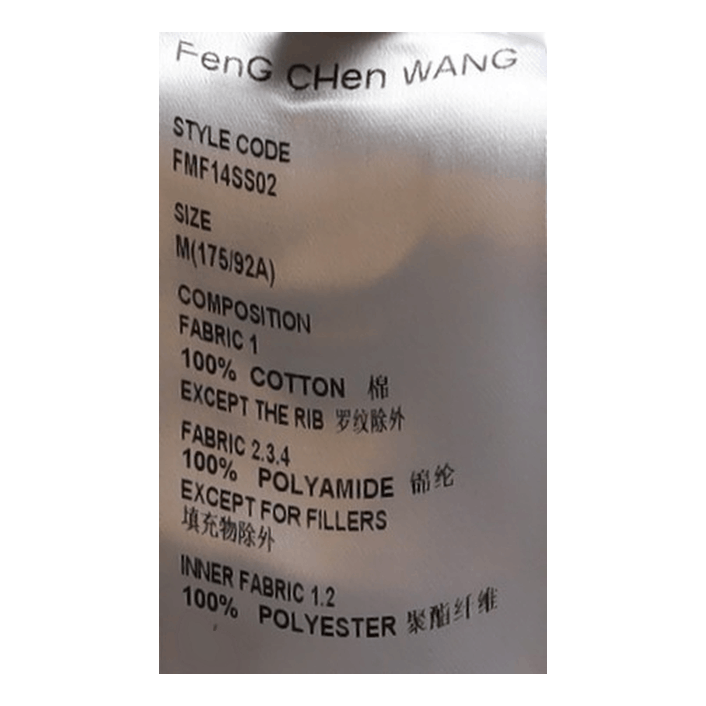 FenG CHen WANG
STYLE CODE
FMF14SS02
SIZE
M(175/92A)
COMPOSITION
FABRIC 1
100% COTTON 棉
EXCEPT THE RIB 罗纹除外
FABRIC 2.3.4
100% POLYAMIDE 锦纶
EXCEPT FOR FILLERS
填充物除外
INNER FABRIC 1.2
100% POLYESTER 聚酯纤维